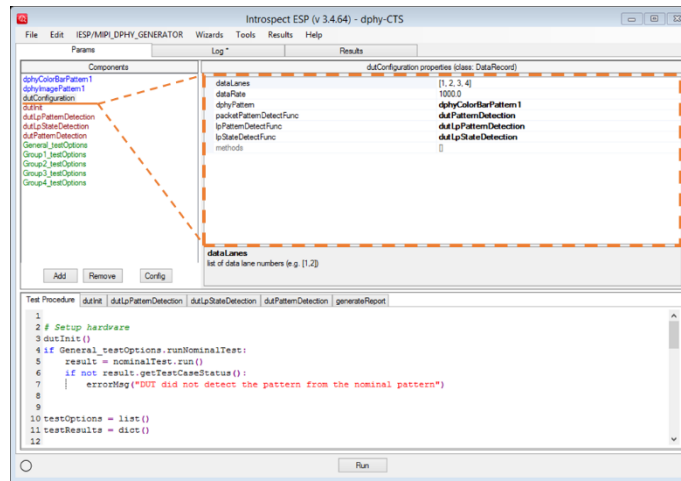 Introspect ESP (v 3.4.64) - dphy-CTS
File Edit IESP/MIPI_DPHY_GENERATOR Wizards Tools Results Help
Params Log * Results
Components
dphyColorBarPattern1
dphyImagePattern1
dutConfiguration
dutInit
dutLpPatternDetection
dutLpStateDetection
dutPatternDetection
General_testOptions
Group1_testOptions
Group2_testOptions
Group3_testOptions
Group4_testOptions
Add Remove Config
dutConfiguration properties (class: DataRecord)
dataLanes [1, 2, 3, 4]
dataRate 1000.0
dphyPattern dphyColorBarPattern1
packetPatternDetectFunc dutPatternDetection
lpPatternDetectFunc dutLpPatternDetection
lpStateDetectFunc dutLpStateDetection
methods []
dataLanes
list of data lane numbers (e.g. [1,2])
Test Procedure dutInit dutLpPatternDetection dutLpStateDetection dutPatternDetection generateReport
1
2 # Setup hardware
3 dutInit()
4 if General_testOptions.runNominalTest:
5 result = nominalTest.run()
6 if not result.getTestCaseStatus():
7 errorMsg("DUT did not detect the pattern from the nominal pattern")
8
9
10 testOptions = list()
11 testResults = dict()
12
Run